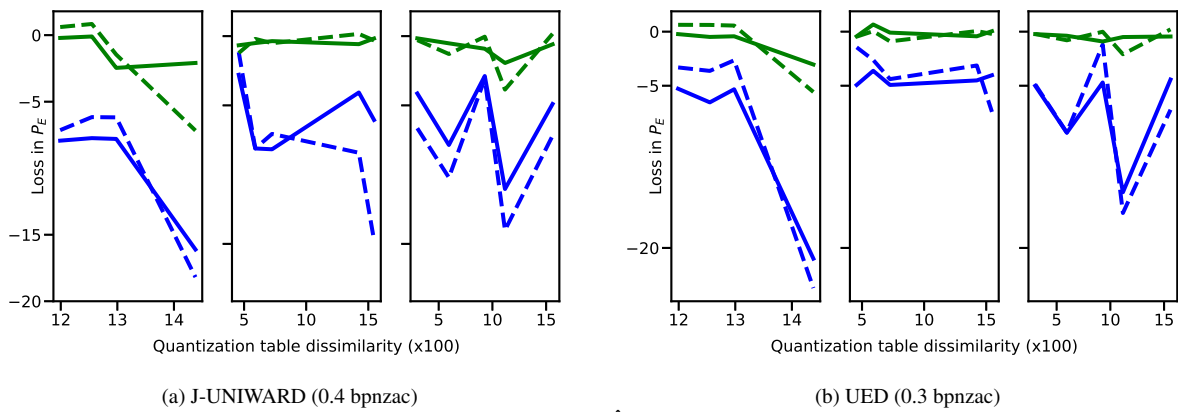 0
−5
−15
−20
Loss in P_E
12 13 14
5 10 15
5 10 15
Quantization table dissimilarity (x100)
(a) J-UNIWARD (0.4 bpnzac)
0
−5
−20
Loss in P_E
12 13 14
5 10 15
5 10 15
Quantization table dissimilarity (x100)
(b) UED (0.3 bpnzac)